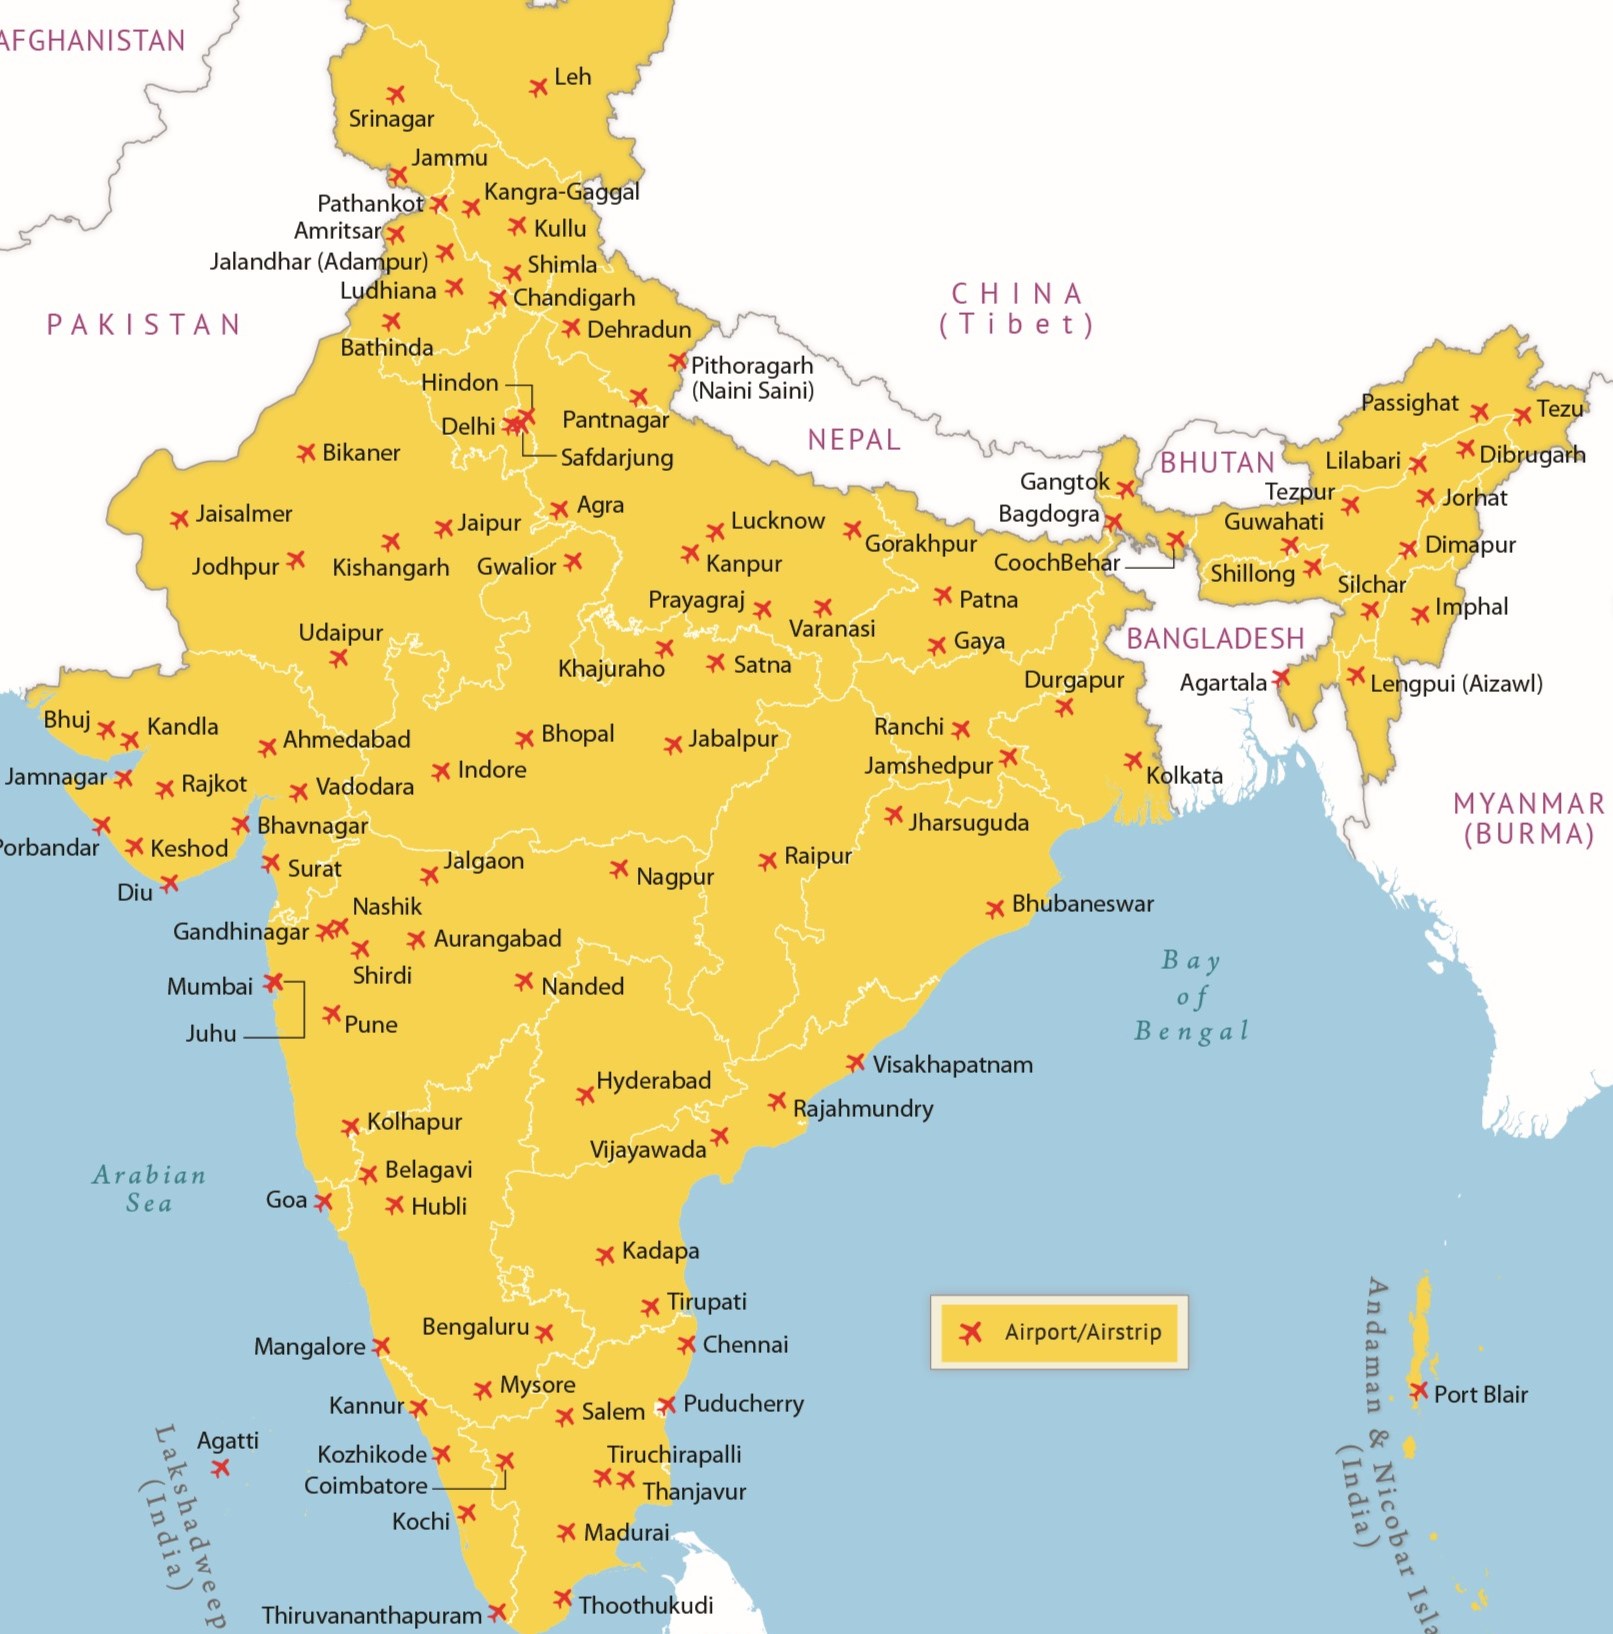 AFGHANISTAN
Leh
Srinagar
Jammu
Kangra-Gaggal
Pathankot
Amritsar
Kullu
Jalandhar (Adampur)
Shimla
Ludhiana
Chandigarh
CHINA
(Tibet)
PAKISTAN
Dehradun
Bathinda
Pithoragarh
(Naini Saini)
Hindon
Pantnagar
Delhi
Safdarjung
NEPAL
Bikaner
Passighat
Tezu
BHUTAN
Lilabari
Dibrugarh
Gangtok
Tezpur
Jorhat
Bagdogra
Guwahati
Jaisalmer
Agra
Jaipur
Lucknow
Gorakhpur
Dimapur
Jodhpur
Kishangarh
Gwalior
Kanpur
CoochBehar
Shillong
Silchar
Prayagraj
Patna
Imphal
Varanasi
Udaipur
BANGLADESH
Gaya
Khajuraho
Satna
Durgapur
Agartala
Lengpui (Aizawl)
Bhuj
Kandla
Ahmedabad
Bhopal
Jabalpur
Ranchi
Jamnagar
Rajkot
Vadodara
Indore
Jamshedpur
Kolkata
MYANMAR
(BURMA)
Porbandar
Keshod
Bhavnagar
Jharsuguda
Diu
Surat
Jalgaon
Nagpur
Raipur
Nashik
Bhubaneswar
Gandhinagar
Aurangabad
Shirdi
Mumbai
Nanded
Bay
of
Bengal
Juhu
Pune
Visakhapatnam
Hyderabad
Rajahmundry
Kolhapur
Vijayawada
Arabian
Sea
Belagavi
Goa
Hubli
Kadapa
Tirupati
Bengaluru
Airport/Airstrip
Mangalore
Chennai
Mysore
Kannur
Salem
Puducherry
Port Blair
Agatti
Kozhikode
Tiruchirapalli
Coimbatore
Thanjavur
Lakshadweep
(India)
Kochi
Madurai
Andaman & Nicobar Isla
(India)
Thiruvananthapuram
Thoothukudi